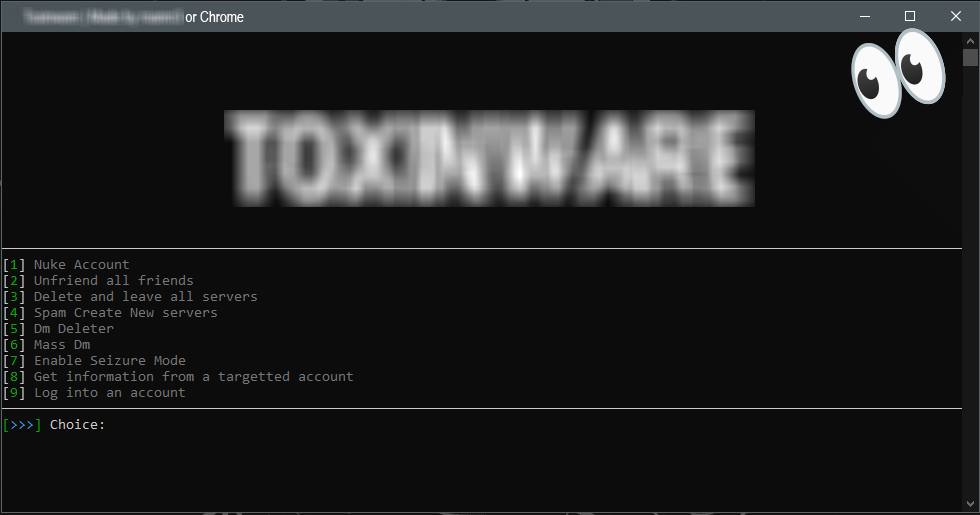 or Chrome
TOXINWARE
[1] Nuke Account
[2] Unfriend all friends
[3] Delete and leave all servers
[4] Spam Create New servers
[5] Dm Deleter
[6] Mass Dm
[7] Enable Seizure Mode
[8] Get information from a targetted account
[9] Log into an account
[>>>] Choice: